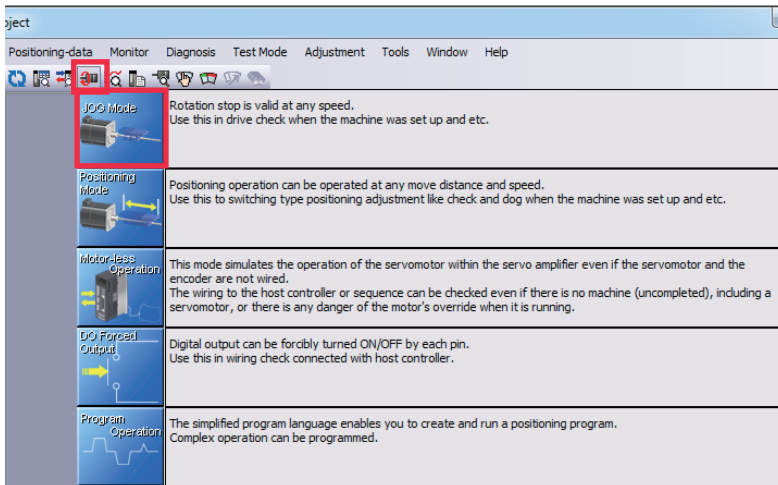 oject
Positioning-data Monitor Diagnosis Test Mode Adjustment Tools Window Help
JOG Mode
Rotation stop is valid at any speed.
Use this in drive check when the machine was set up and etc.
Positioning
Mode
Positioning operation can be operated at any move distance and speed.
Use this to switching type positioning adjustment like check and dog when the machine was set up and etc.
Motor-less
Operation
This mode simulates the operation of the servomotor within the servo amplifier even if the servomotor and the
encoder are not wired.
The wiring to the host controller or sequence can be checked even if there is no machine (uncompleted), including a
servomotor, or there is any danger of the motor's override when it is running.
DO Forced
Output
Digital output can be forcibly turned ON/OFF by each pin.
Use this in wiring check connected with host controller.
Program
Operation
The simplified program language enables you to create and run a positioning program.
Complex operation can be programmed.